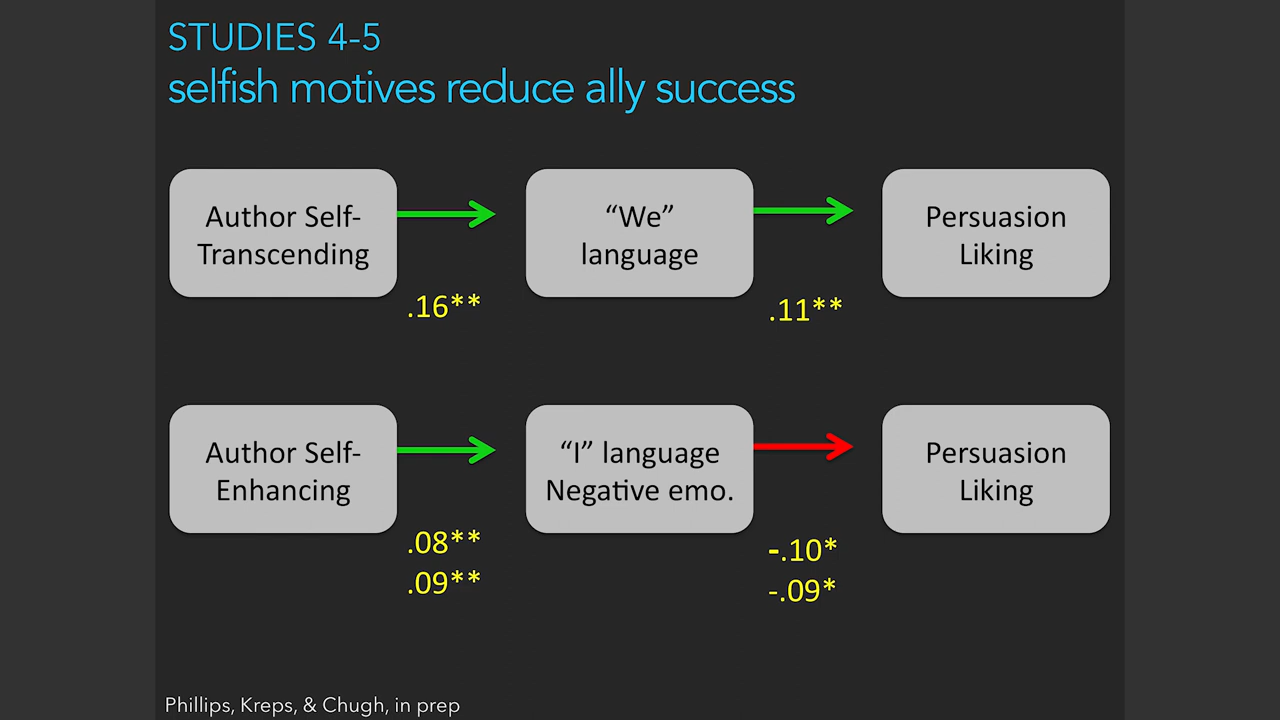 STUDIES 4-5
selfish motives reduce ally success
Author Self-
Transcending
.16**
“We”
language
.11**
Persuasion
Liking
Author Self-
Enhancing
.08**
.09**
“I” language
Negative emo.
-.10*
-.09*
Persuasion
Liking
Phillips, Kreps, & Chugh, in prep